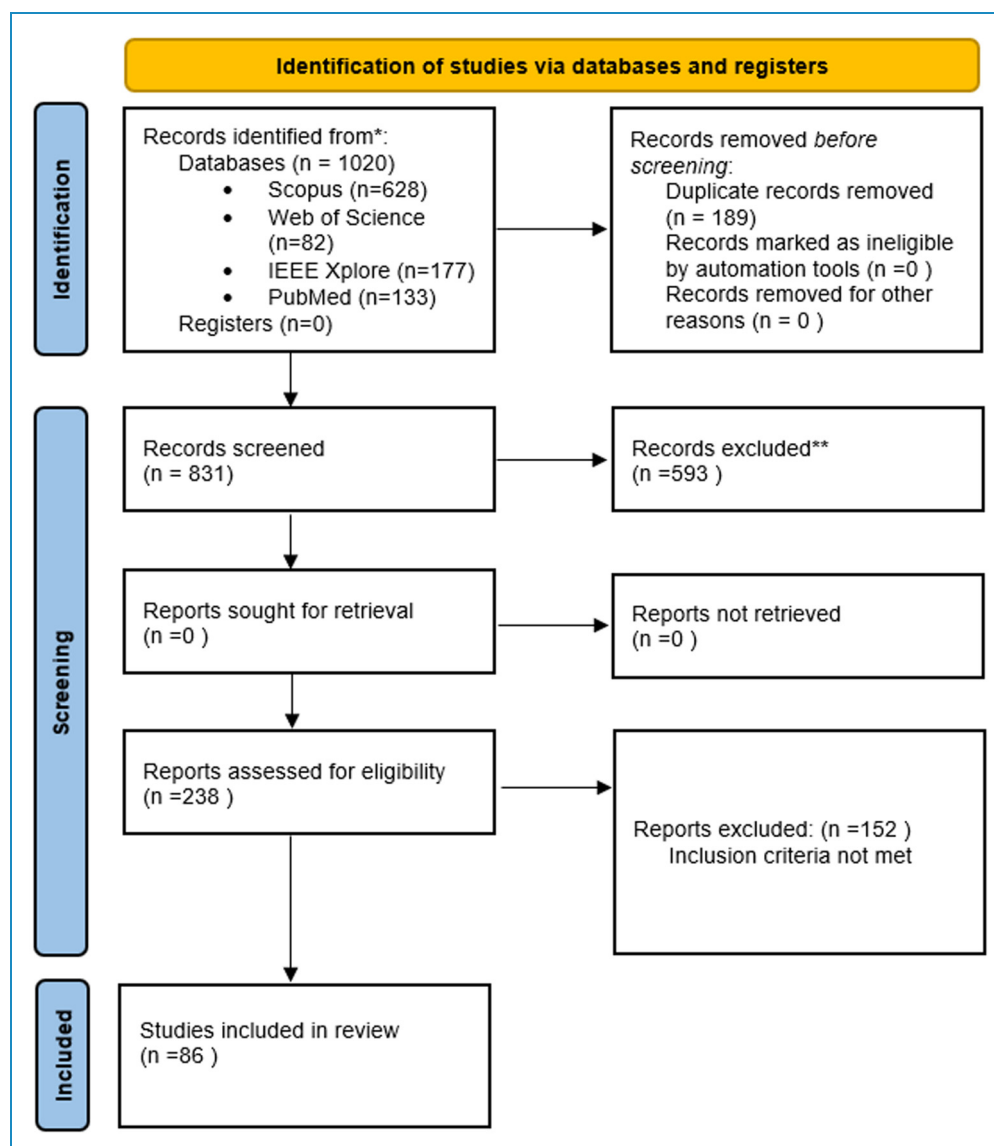 Identification of studies via databases and registers
Identification
Records identified from*:
Databases (n = 1020)
• Scopus (n=628)
• Web of Science
(n=82)
• IEEE Xplore (n=177)
• PubMed (n=133)
Registers (n=0)
Records removed before
screening:
Duplicate records removed
(n = 189)
Records marked as ineligible
by automation tools (n =0 )
Records removed for other
reasons (n = 0 )
Screening
Records screened
(n = 831)
Records excluded**
(n =593 )
Reports sought for retrieval
(n =0 )
Reports not retrieved
(n =0 )
Reports assessed for eligibility
(n =238 )
Reports excluded: (n =152 )
Inclusion criteria not met
Included
Studies included in review
(n =86 )